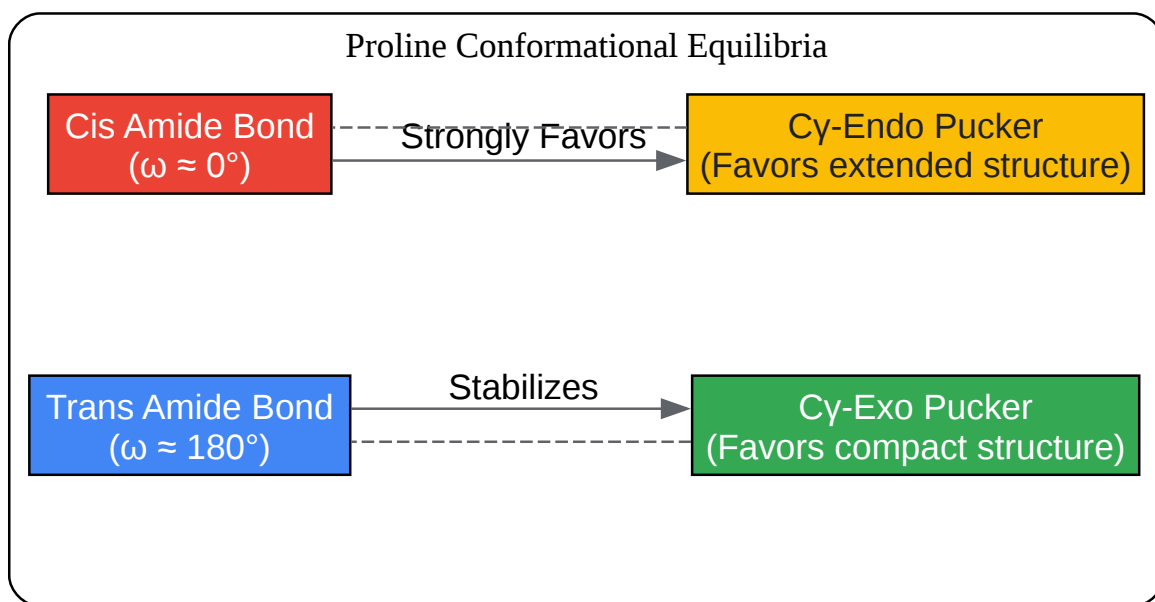 Proline Conformational Equilibria
Cis Amide Bond
(ω ≈ 0°)
Strongly Favors
Cγ-Endo Pucker
(Favors extended structure)
Trans Amide Bond
(ω ≈ 180°)
Stabilizes
Cγ-Exo Pucker
(Favors compact structure)